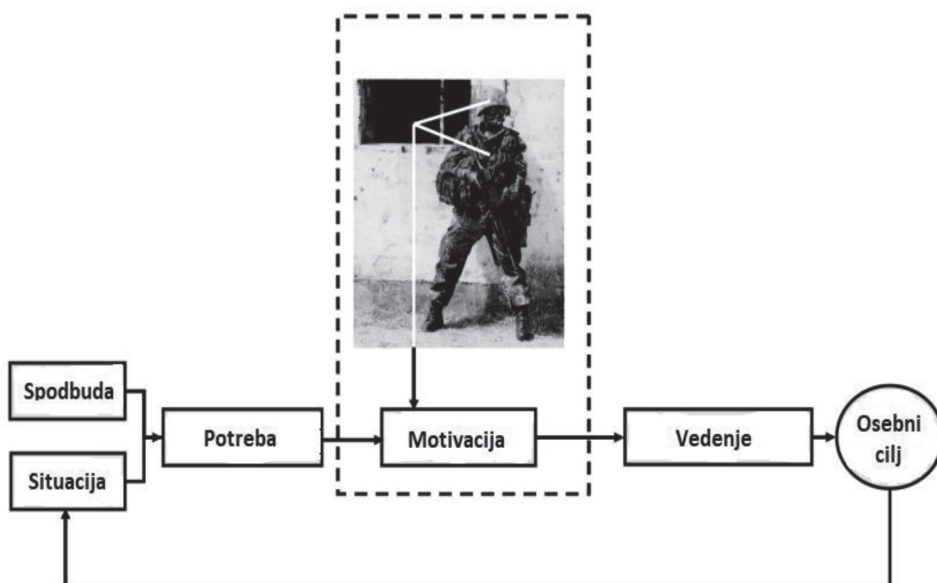 Spodbuda
Situacija
Potreba
Motivacija
Vedenje
Osebni
cilj